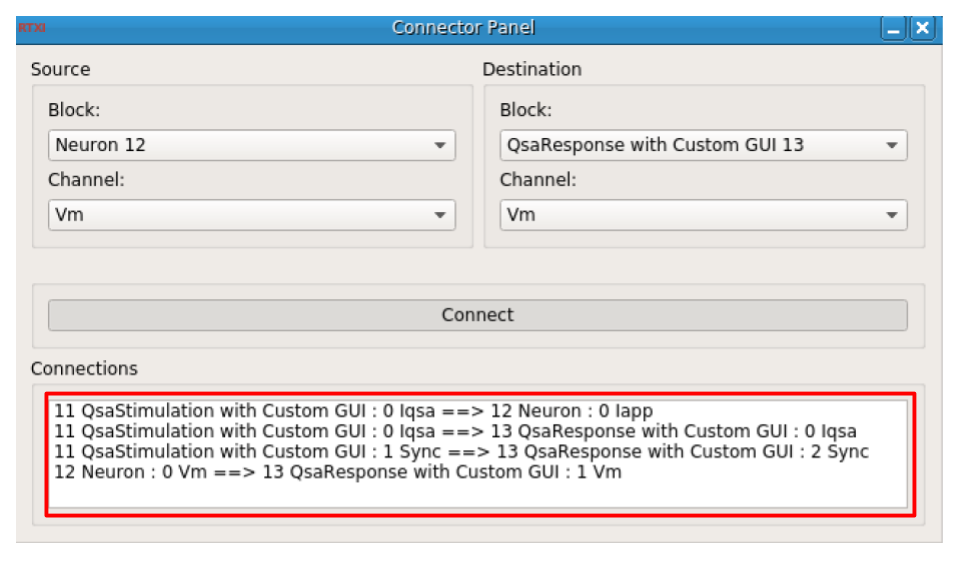 RTXI
Connector Panel
Source
Destination
Block:
Block:
Neuron 12
QsaResponse with Custom GUI 13
Channel:
Channel:
Vm
Vm
Connect
Connections
11 QsaStimulation with Custom GUI : 0 Iqsa ==> 12 Neuron : 0 Iapp
11 QsaStimulation with Custom GUI : 0 Iqsa ==> 13 QsaResponse with Custom GUI : 0 Iqsa
11 QsaStimulation with Custom GUI : 1 Sync ==> 13 QsaResponse with Custom GUI : 2 Sync
12 Neuron : 0 Vm ==> 13 QsaResponse with Custom GUI : 1 Vm